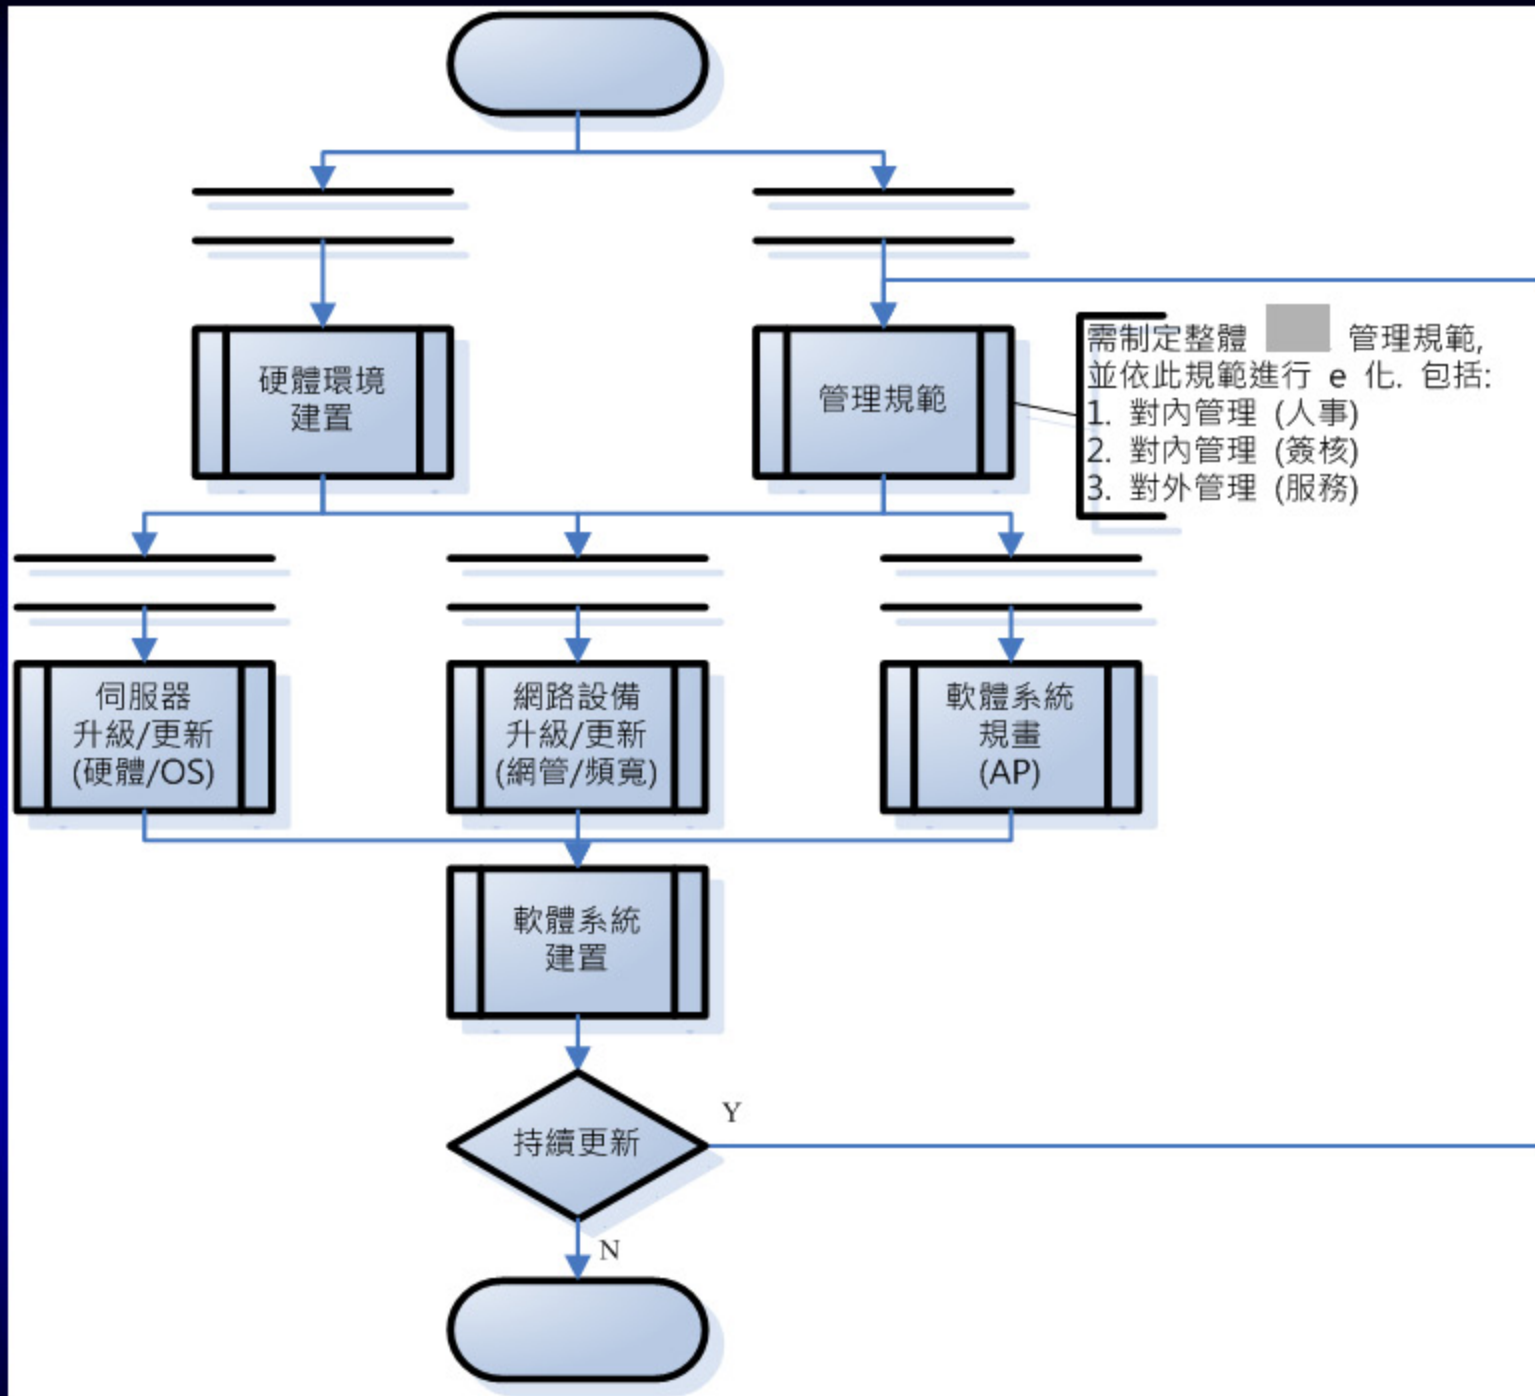 硬體環境
建置
管理規範
需制定整體 管理規範,
並依此規範進行 e 化. 包括:
1. 對內管理 (人事)
2. 對內管理 (簽核)
3. 對外管理 (服務)
伺服器
升級/更新
(硬體/OS)
網路設備
升級/更新
(網管/頻寬)
軟體系統
規畫
(AP)
軟體系統
建置
持續更新
Y
N